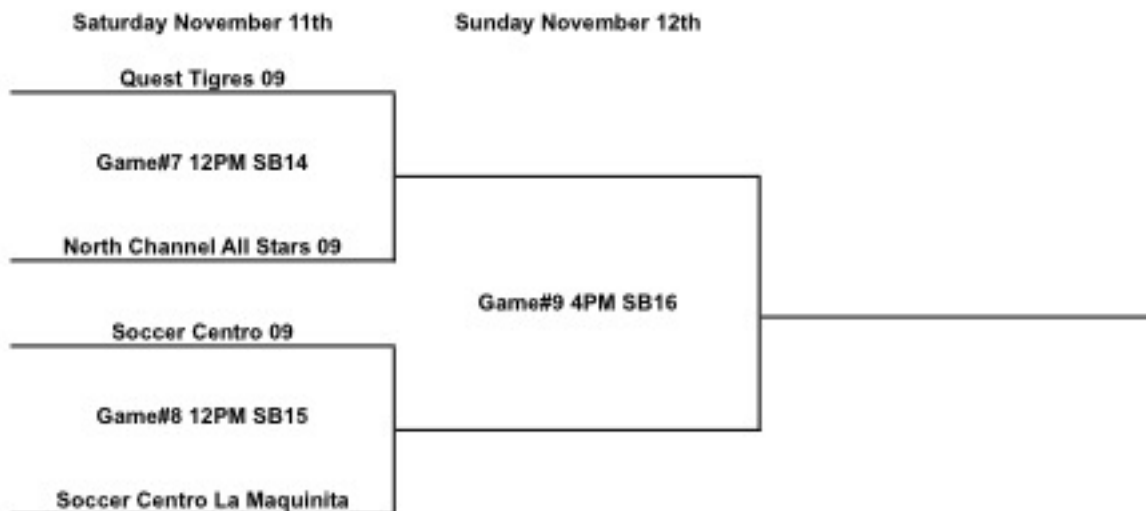 Saturday November 11th
Sunday November 12th
Quest Tigres 09
Game#7 12PM SB14
North Channel All Stars 09
Game#9 4PM SB16
Soccer Centro 09
Game#8 12PM SB15
Soccer Centro La Maquinita